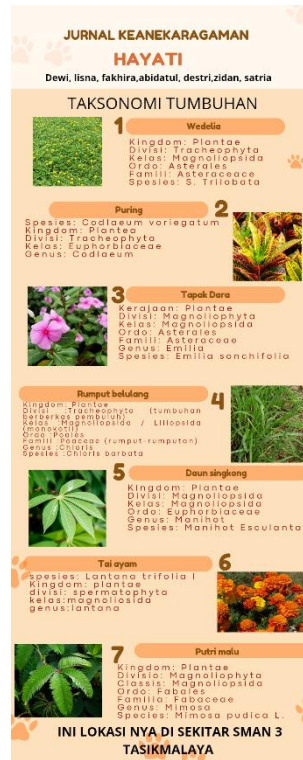 JURNAL KEANEKARAGAMAN
HAYATI
Dewi, lisna, fakhira,abidatul, destri,zidan, satria
TAKSONOMI TUMBUHAN
1
Wedelia
Kingdom: Plantae
Divisi: Tracheophyta
Kelas: Magnoliopsida
Ordo: Asterales
Famili: Asteraceace
Spesies: S. Trilobata
Puring
2
Spesies: Codiaeum voriegatum
Kingdom: Plantea
Divisi: Tracheophyta
Kelas: Euphorbiaceae
Genus: Codiaeum
3
Tapak Dara
Kerajaan: Plantae
Divisi: Magnoliophyta
Kelas: Magnoliopsida
Ordo: Asterales
Famili: Asteraceae
Genus: Emilia
Spesies: Emilia sonchifolia
Rumput belulang
4
Kingdom: Plantae
Divisi :Tracheophyta (tumbuhan
berberkas pembuluh)
Kelas :Magnoliopsida / Liliopsida
(monokotil)
Ordo :Poales
Famili :Poaceae (rumput-rumputan)
Genus :Chloris
Spesies :Chloris barbata
5
Daun singkong
Kingdom: Plantae
Divisi: Magnoliopsida
Kelas: Magnoliopsida
Ordo: Euphorbiaceae
Genus: Manihot
Spesies: Manihot Esculanta
Tai ayam
6
spesies: Lantana trifolia l
Kingdom: plantae
divisi: spermatophyta
kelas:magnoliosida
genus:lantana
7
Putri malu
Kingdom: Plantae
Divisio: Magnoliophyta
Classis: Magnoliopsida
Ordo: Fabales
Familia: Fabaceae
Genus: Mimosa
Species: Mimosa pudica L.
INI LOKASI NYA DI SEKITAR SMAN 3
TASIKMALAYA